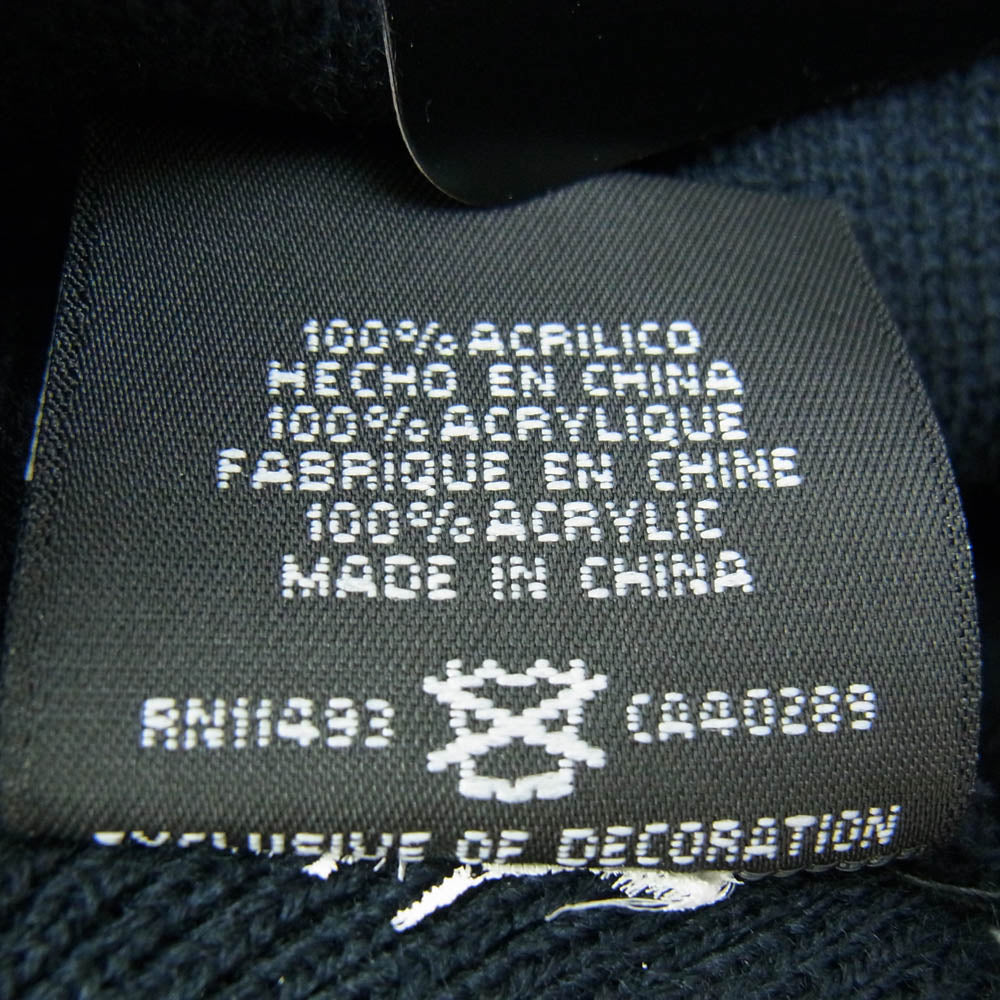 100% ACRILICO
HECHO EN CHINA
100% ACRYLIQUE
FABRIQUE EN CHINE
100% ACRYLIC
MADE IN CHINA
RN11493 CA40289
EXCLUSIVE OF DECORATION